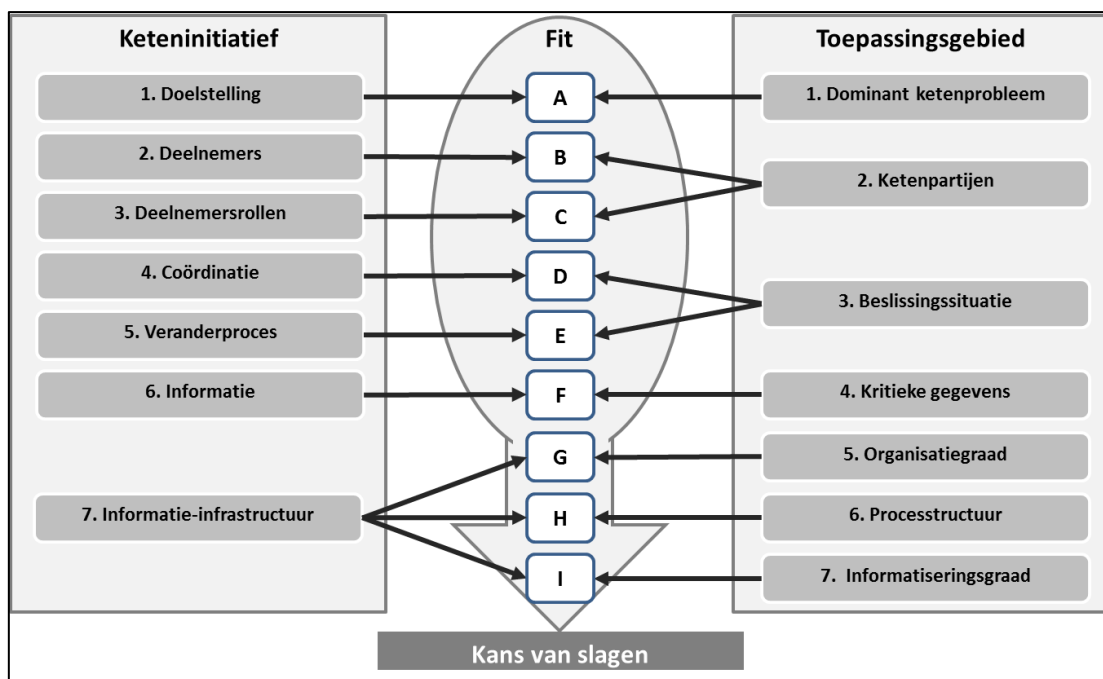 Keteninitiatief
Fit
Toepassingsgebied
1. Doelstelling
A
1. Dominant ketenprobleem
2. Deelnemers
B
2. Ketenpartijen
3. Deelnemersrollen
C
4. Coördinatie
D
3. Beslissingssituatie
5. Veranderproces
E
6. Informatie
F
4. Kritieke gegevens
G
5. Organisatiegraad
7. Informatie-infrastructuur
H
6. Processtructuur
I
7. Informatiseringsgraad
Kans van slagen